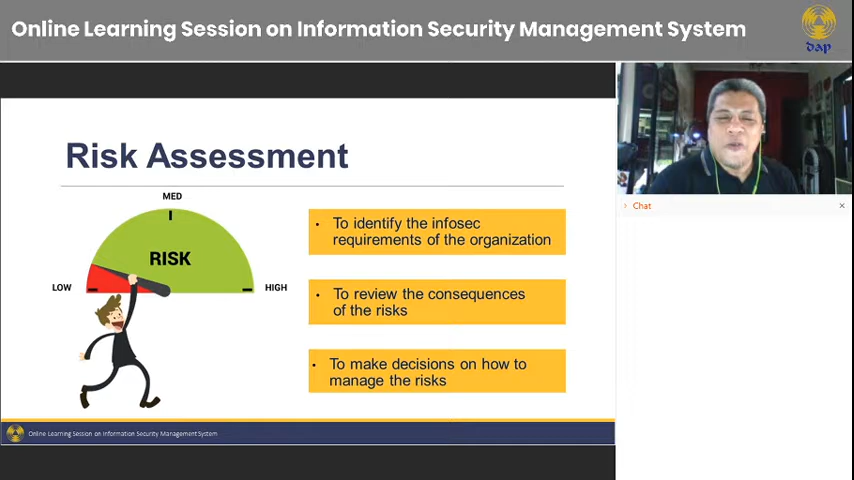 Online Learning Session on Information Security Management System
dap
Risk Assessment
MED
RISK
LOW
HIGH
• To identify the infosec
requirements of the organization
• To review the consequences
of the risks
• To make decisions on how to
manage the risks
Chat
Online Learning Session on Information Security Management System